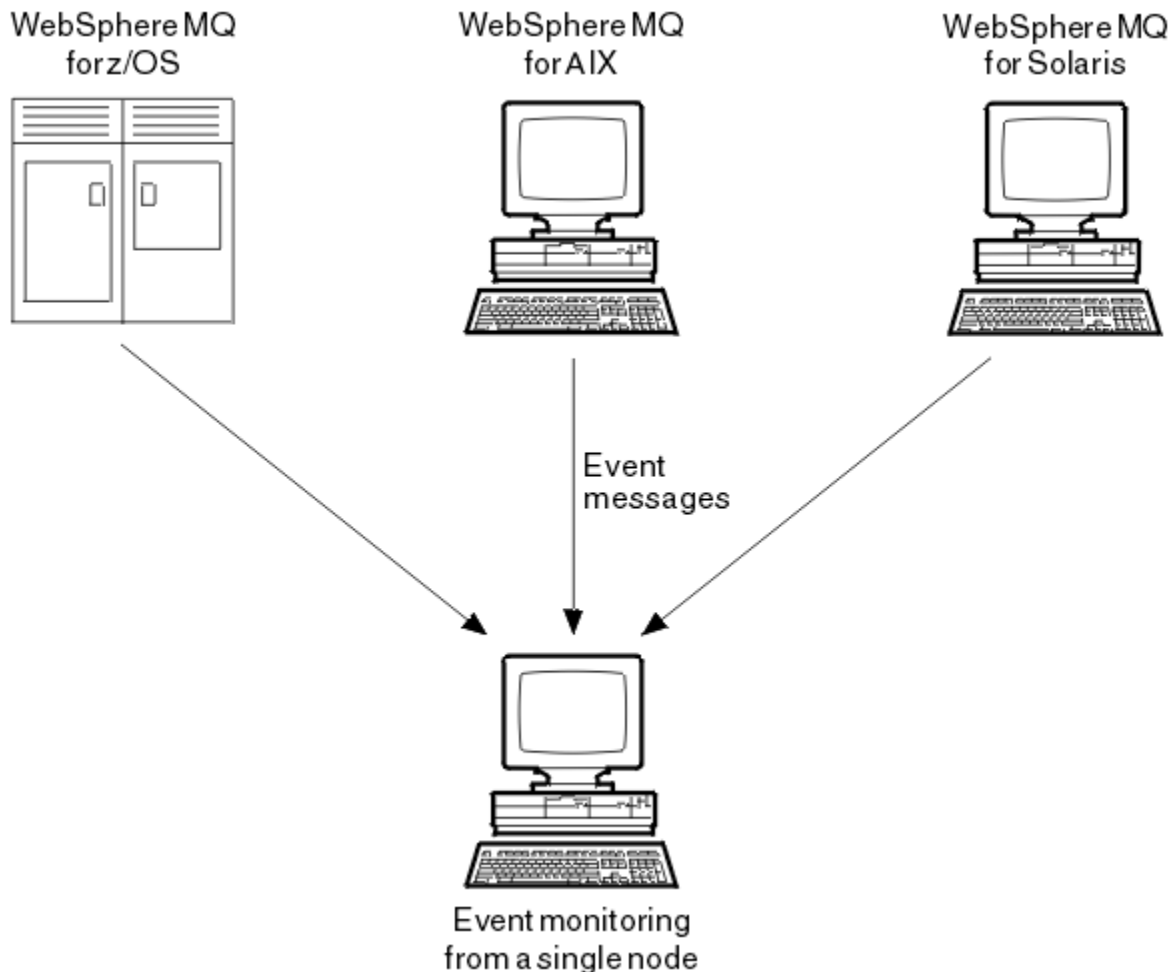 WebSphere MQ
for z/OS
WebSphere MQ
for AIX
WebSphere MQ
for Solaris
Event
messages
Event monitoring
from a single node